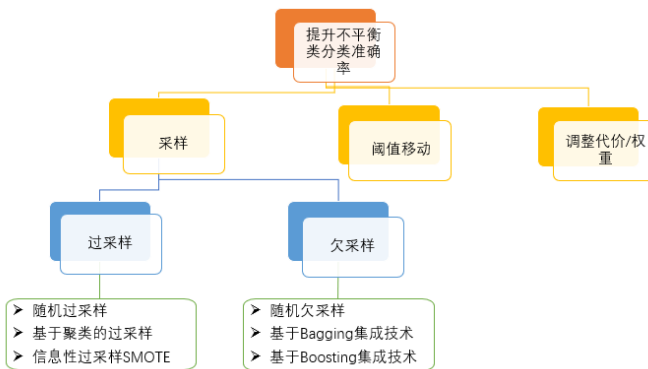 提升不平衡
类分类准确
率
采样
阈值移动
调整代价/权
重
过采样
欠采样
➤ 随机过采样
➤ 基于聚类的过采样
➤ 信息性过采样SMOTE
➤ 随机欠采样
➤ 基于Bagging集成技术
➤ 基于Boosting集成技术